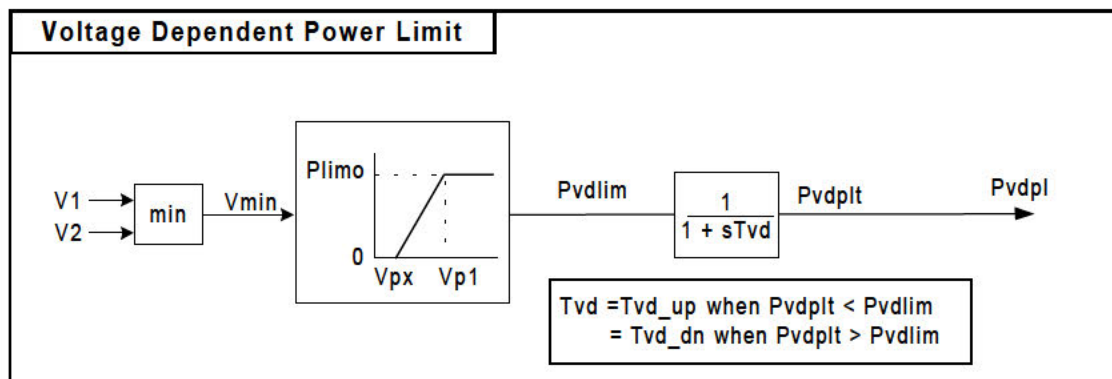 Voltage Dependent Power Limit
V1
V2
min
Vmin
Plimo
0
Vpx
Vp1
Pvdlim
1
1 + sTvd
Pvdplt
Pvdpl
Tvd =Tvd_up when Pvdplt < Pvdlim
= Tvd_dn when Pvdplt > Pvdlim